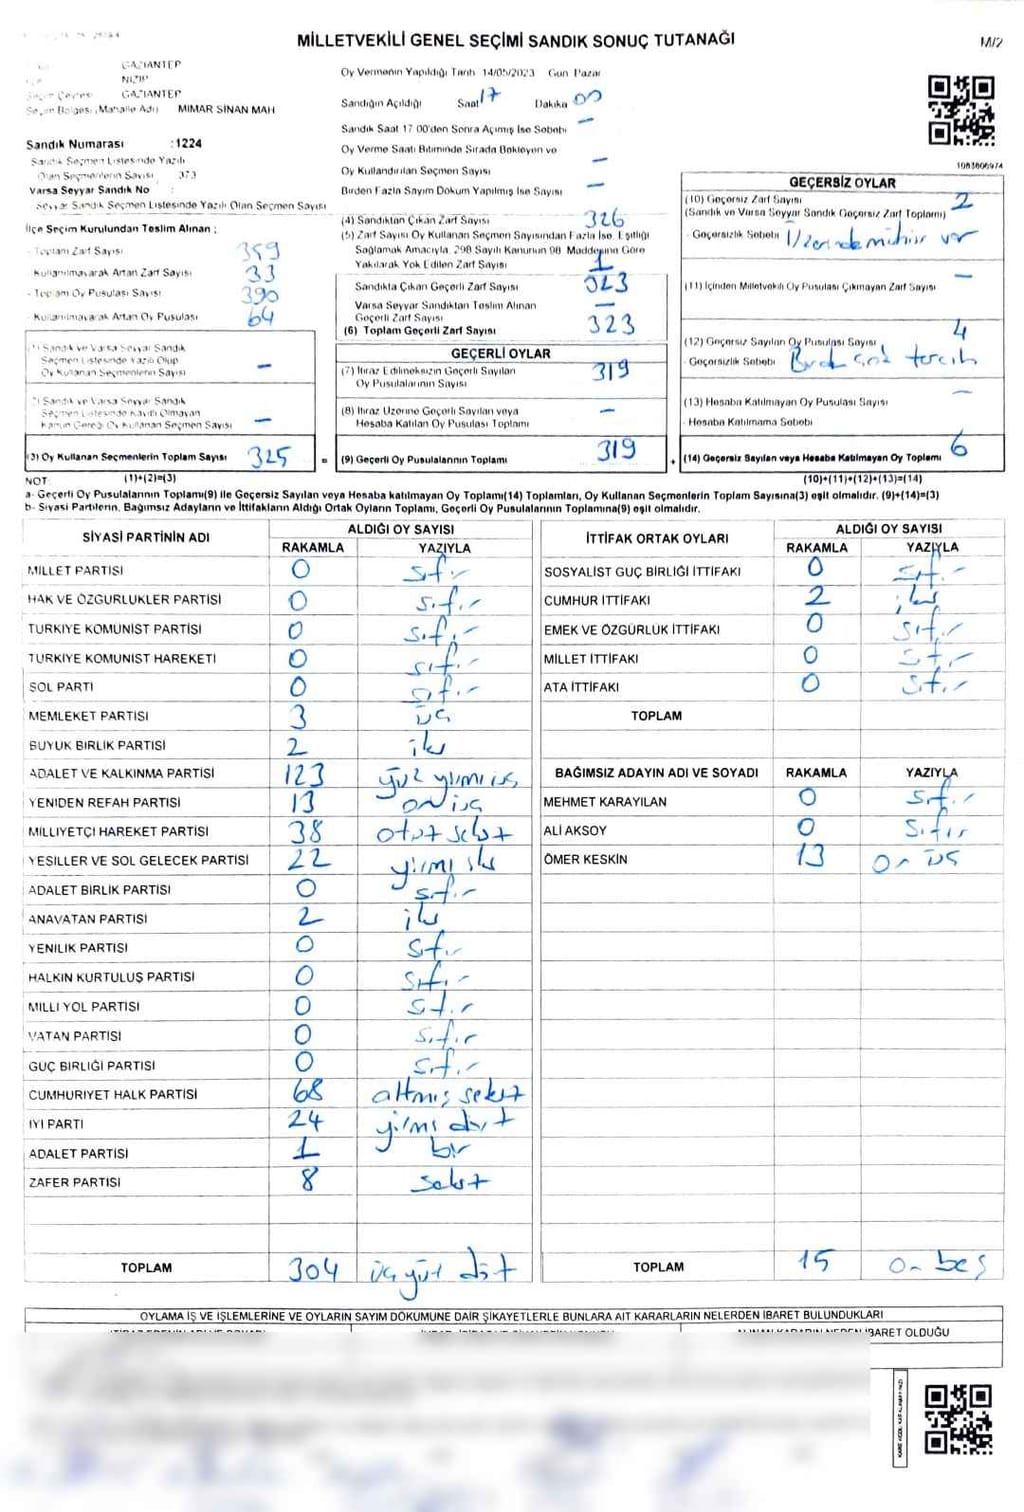 MİLLETVEKİLİ GENEL SEÇİMİ SANDIK SONUÇ TUTANAĞI
M/2
GAZİANTEP
NİZİP
Seçim Çevresi GAZİANTEP
Seçim Bölgesi (Mahalle Adı) MİMAR SİNAN MAH
Sandık Numarası :1224
Sandık Seçmen Listesinde Yazılı
Olan Seçmenlerin Sayısı 373
Varsa Seyyar Sandık No :
Seyyar Sandık Seçmen Listesinde Yazılı Olan Seçmen Sayısı
İlçe Seçim Kurulundan Teslim Alınan ;
- Toplam Zarf Sayısı 359
- Kullanılmayarak Artan Zarf Sayısı 33
- Toplam Oy Pusulası Sayısı 390
- Kullanılmayarak Artan Oy Pusulası 64
(1) Sandık ve Varsa Seyyar Sandık
Seçmen Listesinde Yazılı Olup
Oy Kullanan Seçmenlerin Sayısı –
(2) Sandık ve Varsa Seyyar Sandık
Seçmen Listesinde Kayıtlı Olmayan
Kanun Gereği Oy Kullanan Seçmen Sayısı –
(3) Oy Kullanan Seçmenlerin Toplam Sayısı 325
Oy Vermenin Yapıldığı Tarih 14/05/2023 Gün Pazar
Sandığın Açıldığı Saat 17 Dakika 00
Sandık Saat 17 00'den Sonra Açılmış İse Sebebi –
Oy Verme Saati Bitiminde Sırada Bekleyen ve
Oy Kullandırılan Seçmen Sayısı –
Birden Fazla Sayım Döküm Yapılmış İse Sayısı –
(4) Sandıktan Çıkan Zarf Sayısı 326
(5) Zarf Sayısı Oy Kullanan Seçmen Sayısından Fazla İse, Eşitliği
Sağlamak Amacıyla, 298 Sayılı Kanunun 98 Maddesine Göre
Yakılarak Yok Edilen Zarf Sayısı 1
Sandıkta Çıkan Geçerli Zarf Sayısı 323
Varsa Seyyar Sandıktan Teslim Alınan
Geçerli Zarf Sayısı –
(6) Toplam Geçerli Zarf Sayısı 323
GEÇERLİ OYLAR
(7) İtiraz Edilmeksizin Geçerli Sayılan
Oy Pusulalarının Sayısı 319
(8) İtiraz Üzerine Geçerli Sayılan veya
Hesaba Katılan Oy Pusulası Toplamı –
= (9) Geçerli Oy Pusulalarının Toplamı 319
1083606974
GEÇERSİZ OYLAR
(10) Geçersiz Zarf Sayısı 2
(Sandık ve Varsa Seyyar Sandık Geçersiz Zarf Toplamı)
- Geçersizlik Sebebi Üzerinde mühür var
(11) İçinden Milletvekili Oy Pusulası Çıkmayan Zarf Sayısı –
(12) Geçersiz Sayılan Oy Pusulası Sayısı 4
- Geçersizlik Sebebi tercih
(13) Hesaba Katılmayan Oy Pusulası Sayısı –
- Hesaba Katılmama Sebebi
+ (14) Geçersiz Sayılan veya Hesaba Katılmayan Oy Toplamı 6
NOT: (1)+(2)=(3) (10)+(11)+(12)+(13)=(14)
a- Geçerli Oy Pusulalarının Toplamı(9) ile Geçersiz Sayılan veya Hesaba katılmayan Oy Toplamı(14) Toplamları, Oy Kullanan Seçmenlerin Toplam Sayısına(3) eşit olmalıdır. (9)+(14)=(3)
b- Siyasi Partilerin, Bağımsız Adayların ve İttifakların Aldığı Ortak Oyların Toplamı, Geçerli Oy Pusulalarının Toplamına(9) eşit olmalıdır.
SİYASİ PARTİNİN ADI ALDIĞI OY SAYISI
RAKAMLA YAZIYLA
MİLLET PARTİSİ 0 sıfır
HAK VE ÖZGÜRLÜKLER PARTİSİ 0 sıfır
TÜRKİYE KOMÜNİST PARTİSİ 0 sıfır
TÜRKİYE KOMÜNİST HAREKETİ 0 sıfır
SOL PARTİ 0 sıfır
MEMLEKET PARTİSİ 3 üç
BÜYÜK BİRLİK PARTİSİ 2 iki
ADALET VE KALKINMA PARTİSİ 123 yüz yirmi üç
YENİDEN REFAH PARTİSİ 13 on üç
MİLLİYETÇİ HAREKET PARTİSİ 38 otuz sekiz
YEŞİLLER VE SOL GELECEK PARTİSİ 22 yirmi iki
ADALET BİRLİK PARTİSİ 0 sıfır
ANAVATAN PARTİSİ 2 iki
YENİLİK PARTİSİ 0 sıfır
HALKIN KURTULUŞ PARTİSİ 0 sıfır
MİLLİ YOL PARTİSİ 0 sıfır
VATAN PARTİSİ 0 sıfır
GÜÇ BİRLİĞİ PARTİSİ 0 sıfır
CUMHURİYET HALK PARTİSİ 68 altmış sekiz
İYİ PARTİ 24 yirmi dört
ADALET PARTİSİ 1 bir
ZAFER PARTİSİ 8 sekiz
TOPLAM 304 üç yüz dört
İTTİFAK ORTAK OYLARI ALDIĞI OY SAYISI
RAKAMLA YAZIYLA
SOSYALİST GÜÇ BİRLİĞİ İTTİFAKI 0 sıfır
CUMHUR İTTİFAKI 2 iki
EMEK VE ÖZGÜRLÜK İTTİFAKI 0 sıfır
MİLLET İTTİFAKI 0 sıfır
ATA İTTİFAKI 0 sıfır
TOPLAM
BAĞIMSIZ ADAYIN ADI VE SOYADI RAKAMLA YAZIYLA
MEHMET KARAYILAN 0 sıfır
ALİ AKSOY 0 sıfır
ÖMER KESKİN 13 on üç
TOPLAM 15 on beş
OYLAMA İŞ VE İŞLEMLERİNE VE OYLARIN SAYIM DÖKÜMÜNE DAİR ŞİKAYETLERLE BUNLARA AİT KARARLARIN NELERDEN İBARET BULUNDUKLARI
İBARET OLDUĞU